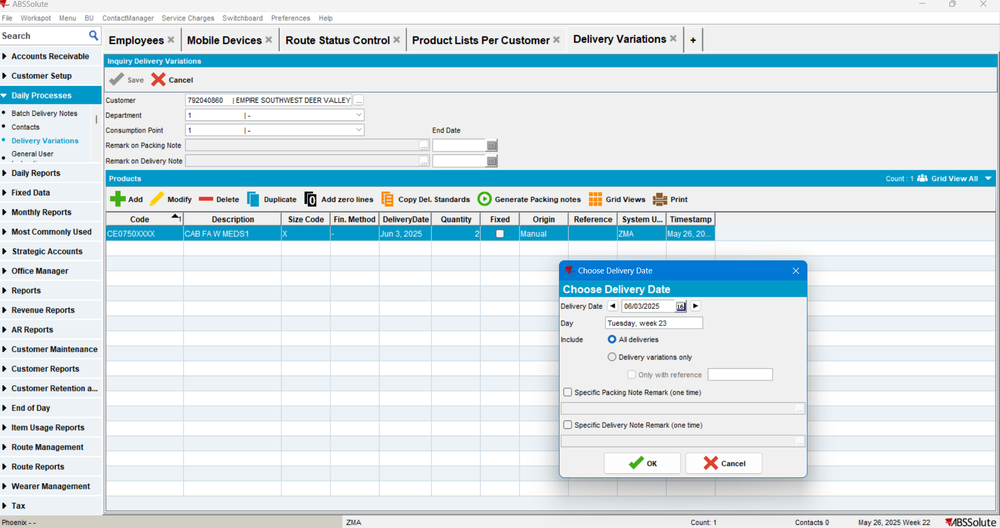 ABSSolute
File Workspot Menu BU ContactManager Service Charges Switchboard Preferences Help
Search
Employees Mobile Devices Route Status Control Product Lists Per Customer Delivery Variations +
Accounts Receivable
Customer Setup
Daily Processes
Batch Delivery Notes
Contacts
Delivery Variations
General User
Daily Reports
Fixed Data
Monthly Reports
Most Commonly Used
Strategic Accounts
Office Manager
Reports
Revenue Reports
AR Reports
Customer Maintenance
Customer Reports
Customer Retention a...
End of Day
Item Usage Reports
Route Management
Route Reports
Wearer Management
Tax
Inquiry Delivery Variations
Save Cancel
Customer 792040860 | EMPIRE SOUTHWEST DEER VALLEY ...
Department 1 | -
Consumption Point 1 | - End Date
Remark on Packing Note ... 16
Remark on Delivery Note ... 16
Products Count : 1 Grid View All
Add Modify Delete Duplicate 0 Add zero lines Copy Del. Standards Generate Packing notes Grid Views Print
Code 1 Description Size Code Fin. Method DeliveryDate Quantity Fixed Origin Reference System U... Timestamp
CE0750XXXX CAB FA W MEDS1 X - Jun 3, 2025 2 Manual ZMA May 26, 20...
Choose Delivery Date
Choose Delivery Date
Delivery Date 06/03/2025 16
Day Tuesday, week 23
Include All deliveries
Delivery variations only
Only with reference
Specific Packing Note Remark (one time)
...
Specific Delivery Note Remark (one time)
...
OK Cancel
Phoenix - - ZMA Count: 1 Contacts 0 May 26, 2025 Week 22 ABSSolute